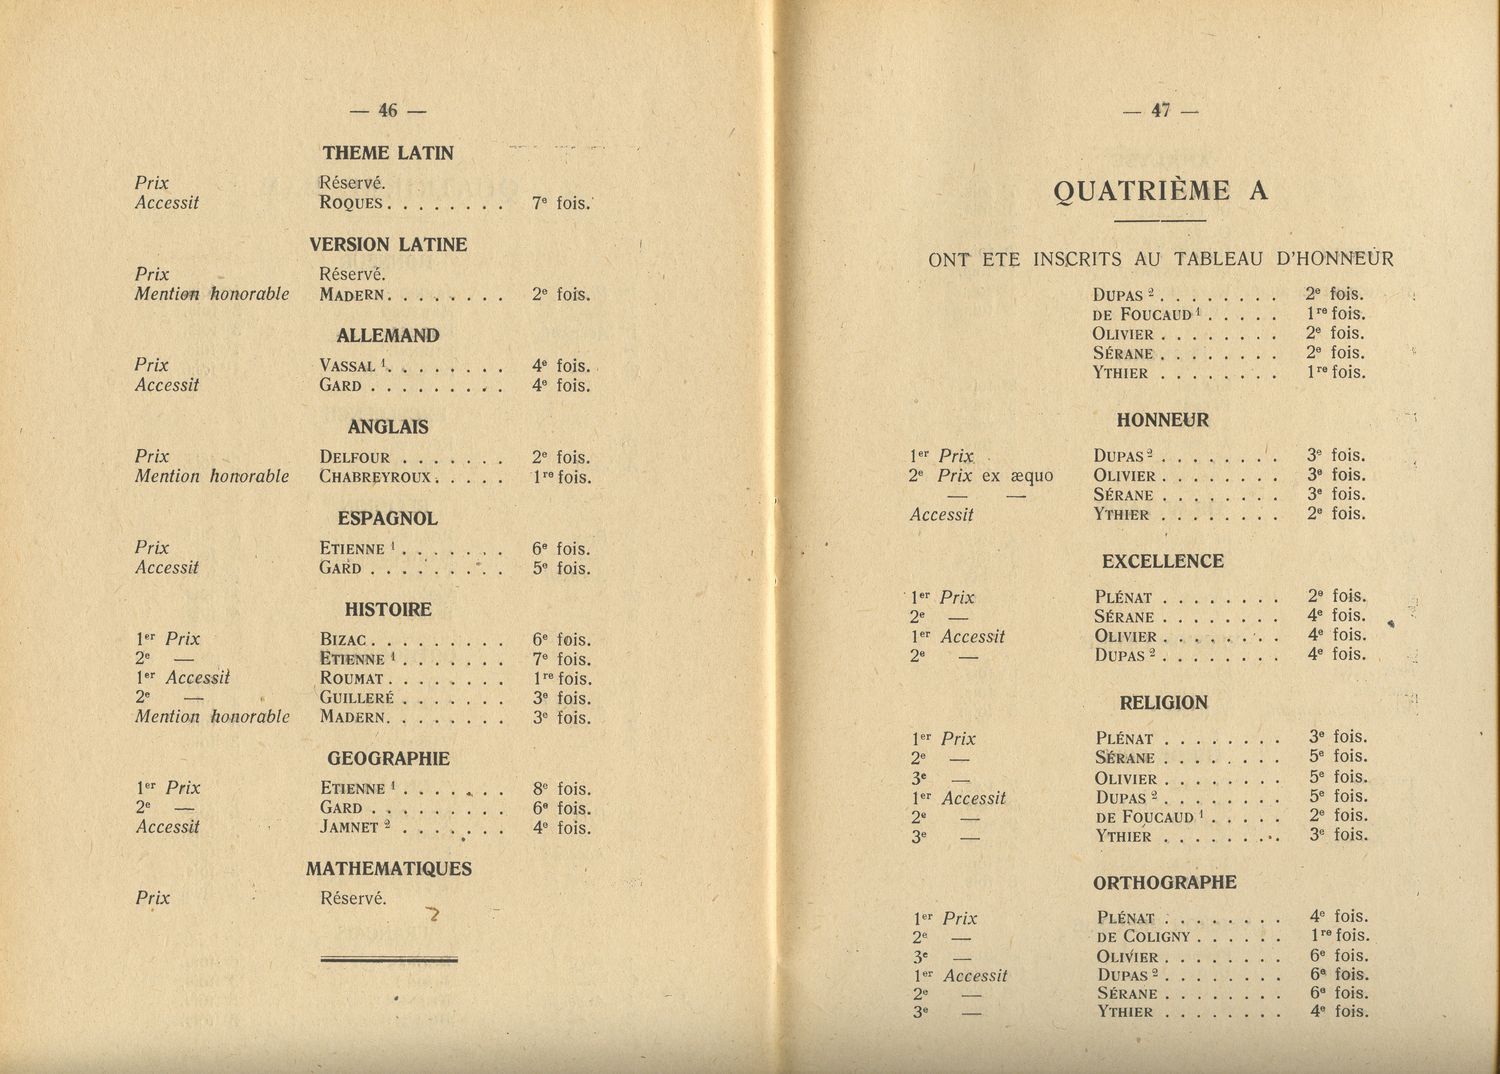 — 46 —
THEME LATIN
Prix Réservé.
Accessit ROQUES. . . . . . . . 7e fois.
VERSION LATINE
Prix Réservé.
Mention honorable MADERN. . . . . . . . 2e fois.
ALLEMAND
Prix VASSAL 1. . . . . . . . 4e fois.
Accessit GARD . . . . . . . . . 4e fois.
ANGLAIS
Prix DELFOUR . . . . . . . 2e fois.
Mention honorable CHABREYROUX. . . . . 1re fois.
ESPAGNOL
Prix ETIENNE 1 . . . . . . . 6e fois.
Accessit GARD . . . . . . . . . 5e fois.
HISTOIRE
1er Prix BIZAC. . . . . . . . . 6e fois.
2e — ETIENNE 1 . . . . . . . 7e fois.
1er Accessit ROUMAT. . . . . . . . 1re fois.
2e — GUILLERÉ . . . . . . . 3e fois.
Mention honorable MADERN. . . . . . . . 3e fois.
GEOGRAPHIE
1er Prix ETIENNE 1 . . . . . . . 8e fois.
2e — GARD . . . . . . . . . 6e fois.
Accessit JAMNET 2 . . . . . . . 4e fois.
MATHEMATIQUES
Prix Réservé.
— 47 —
QUATRIÈME A
ONT ETE INSCRITS AU TABLEAU D'HONNEUR
DUPAS 2 . . . . . . . . 2e fois.
DE FOUCAUD 1 . . . . . 1re fois.
OLIVIER . . . . . . . . 2e fois.
SÉRANE . . . . . . . . 2e fois.
YTHIER . . . . . . . . 1re fois.
HONNEUR
1er Prix DUPAS 2 . . . . . . . . 3e fois.
2e Prix ex æquo OLIVIER . . . . . . . . 3e fois.
— — SÉRANE . . . . . . . . 3e fois.
Accessit YTHIER . . . . . . . . 2e fois.
EXCELLENCE
1er Prix PLÉNAT . . . . . . . . 2e fois.
2e — SÉRANE . . . . . . . . 4e fois.
1er Accessit OLIVIER . . . . . . . . 4e fois.
2e — DUPAS 2 . . . . . . . . 4e fois.
RELIGION
1er Prix PLÉNAT . . . . . . . . 3e fois.
2e — SÉRANE . . . . . . . . 5e fois.
3e — OLIVIER . . . . . . . . 5e fois.
1er Accessit DUPAS 2 . . . . . . . . 5e fois.
2e — DE FOUCAUD 1 . . . . . 2e fois.
3e — YTHIER . . . . . . . . 3e fois.
ORTHOGRAPHE
1er Prix PLÉNAT . . . . . . . . 4e fois.
2e — DE COLIGNY . . . . . . 1re fois.
3e — OLIVIER . . . . . . . . 6e fois.
1er Accessit DUPAS 2 . . . . . . . . 6e fois.
2e — SÉRANE . . . . . . . . 6e fois.
3e — YTHIER . . . . . . . . 4e fois.